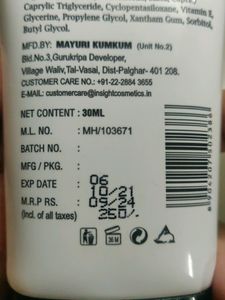 Caprylic Triglyceride, Cyclopentasiloxane, Vitamin E,
Glycerine, Propylene Glycol, Xantham Gum, Sorbitol,
Butyl Glycol.
MFD.BY: MAYURI KUMKUM (Unit No.2)
Bld.No.3,Gurukripa Developer,
Village Waliv,Tal-Vasai, Dist-Palghar- 401 208.
CUSTOMER CARE NO.:+91-22-2884 3655
E-MAIL: customercare@insightcosmetics.in
NET CONTENT : 30ML
M.L. NO. : MH/103671
BATCH NO. :
MFG / PKG. :
EXP DATE : 06
10/21
M.R.P RS. : 09/24
(Incl. of all taxes) 250/-
36 M